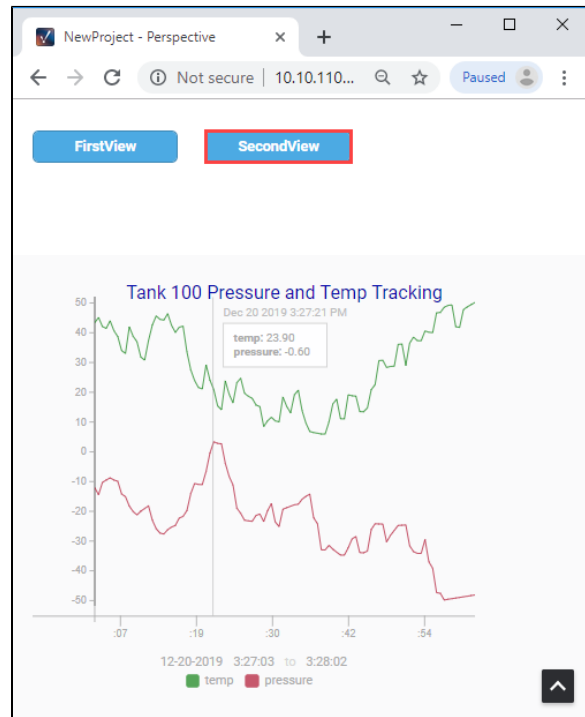 NewProject - Perspective
Not secure | 10.10.110... Paused
FirstView SecondView
Tank 100 Pressure and Temp Tracking
Dec 20 2019 3:27:21 PM
temp: 23.90
pressure: -0.60
50
40
30
20
10
0
-10
-20
-30
-40
-50
:07 :19 :30 :42 :54
12-20-2019 3:27:03 to 3:28:02
temp pressure